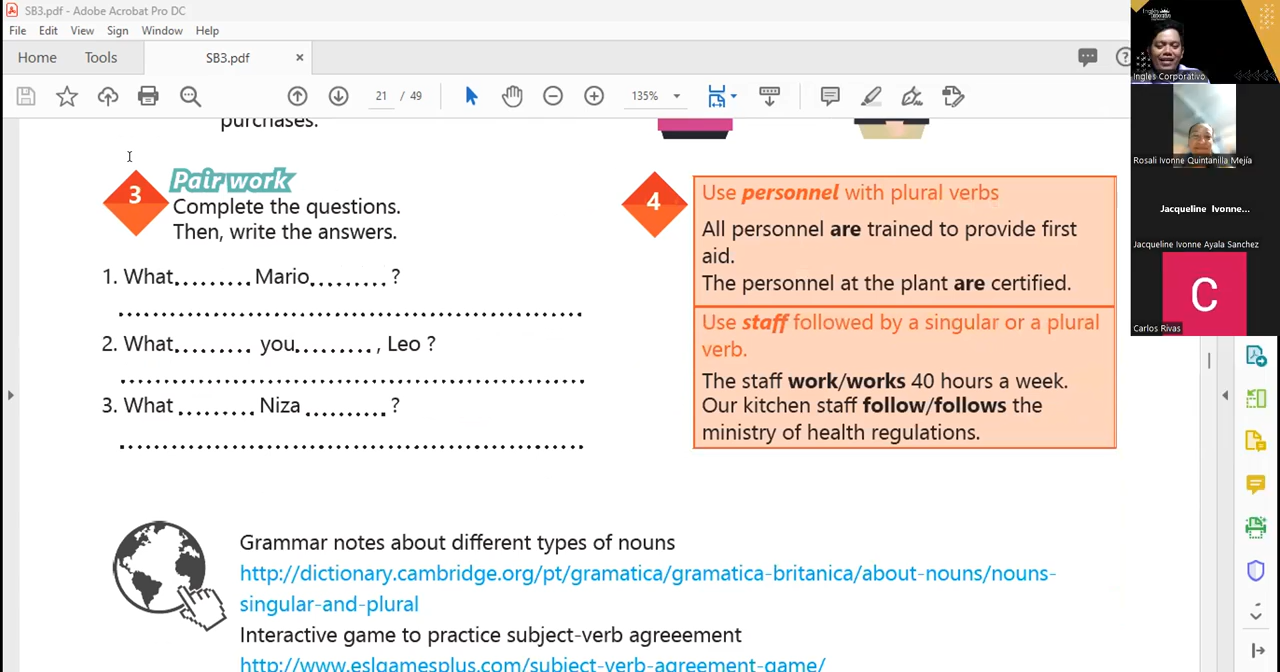 SB3.pdf - Adobe Acrobat Pro DC
File Edit View Sign Window Help
Home Tools SB3.pdf ×
21 / 49 135%
purchases.
3 Pair work
Complete the questions.
Then, write the answers.
1. What......... Mario......... ?
2. What......... you........., Leo ?
3. What ......... Niza ......... ?
4
Use personnel with plural verbs
All personnel are trained to provide first
aid.
The personnel at the plant are certified.
Use staff followed by a singular or a plural
verb.
The staff work/works 40 hours a week.
Our kitchen staff follow/follows the
ministry of health regulations.
Grammar notes about different types of nouns
http://dictionary.cambridge.org/pt/gramatica/gramatica-britanica/about-nouns/nouns-
singular-and-plural
Interactive game to practice subject-verb agreeement
http://www.eslgamesplus.com/subject-verb-agreement-game/
Inglés Corporativo
Rosali Ivonne Quintanilla Mejía
Jacqueline Ivonne...
Jacqueline Ivonne Ayala Sanchez
C
Carlos Rivas